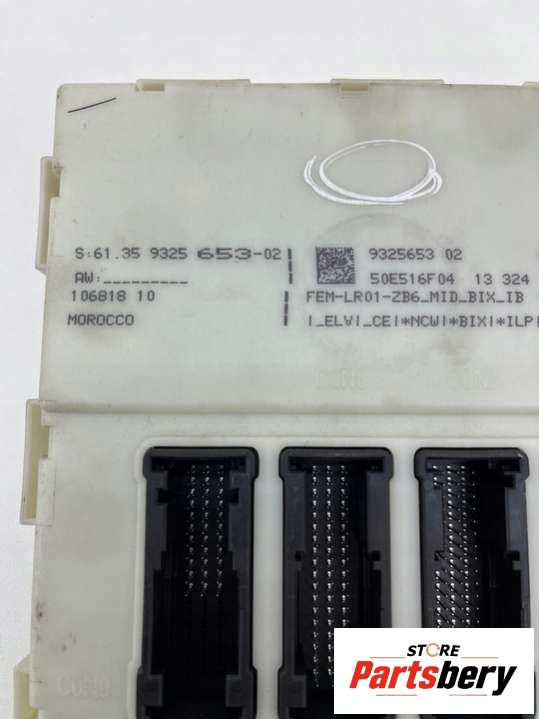 S:61.35 9325 653-02
AW:_________
106818 10
MOROCCO
9325653 02
50E516F04 13 324
FEM-LR01-ZB6_MID_BIX_IB
|_ELV|_CE|*NCW|*BIX|*ILP|
STORE
Partsbery